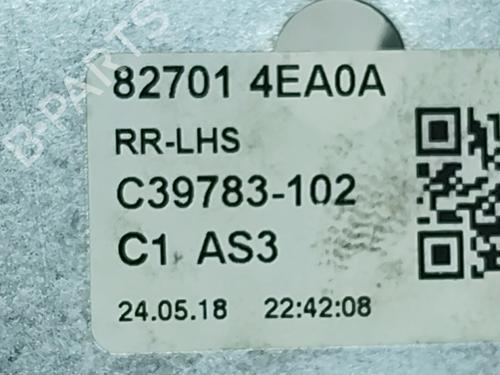 B-PARTS
82701 4EA0A
RR-LHS
C39783-102
C1 AS3
24.05.18 22:42:08